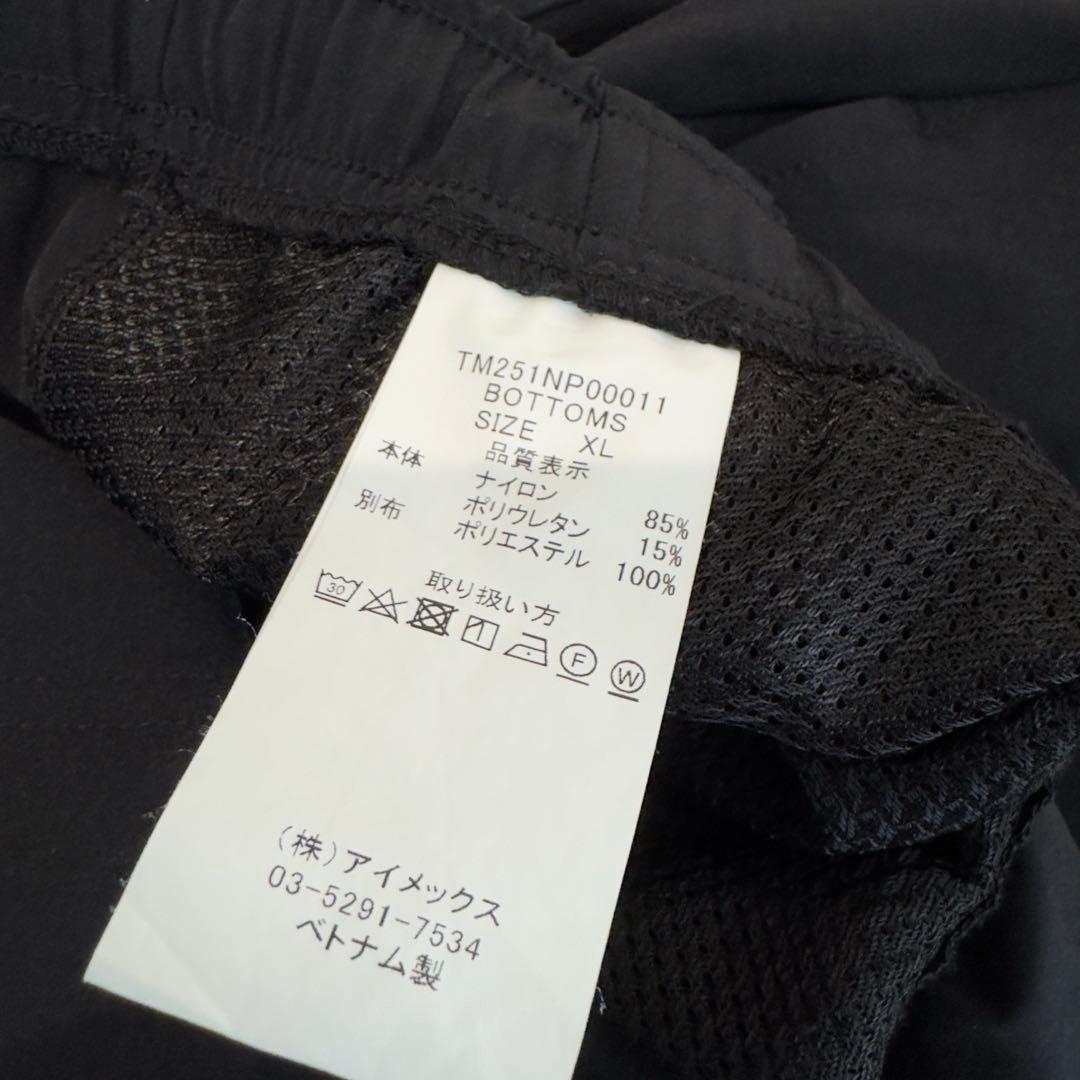 TM251NP00011
BOTTOMS
SIZE XL
品質表示
本体 ナイロン 85%
ポリウレタン 15%
別布 ポリエステル 100%
取り扱い方
30 F W
(株)アイメックス
03-5291-7534
ベトナム製